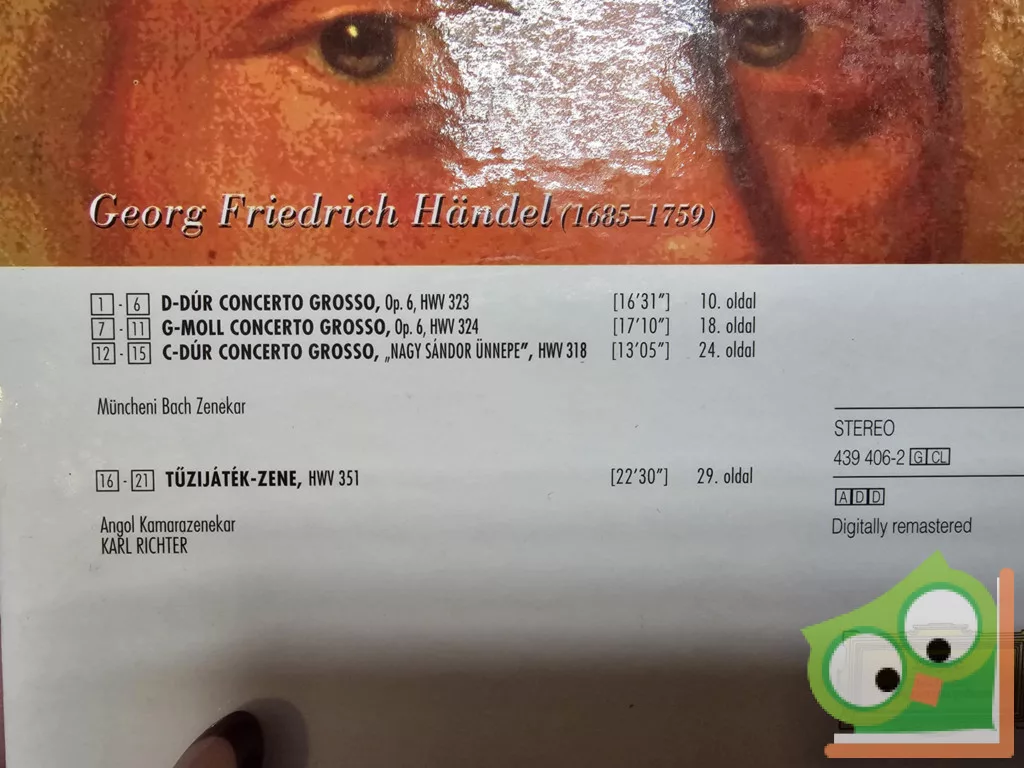 Georg Friedrich Händel (1685–1759)
1 - 6 D-DÚR CONCERTO GROSSO, Op. 6, HWV 323 [16'31"] 10. oldal
7 - 11 G-MOLL CONCERTO GROSSO, Op. 6, HWV 324 [17'10"] 18. oldal
12 - 15 C-DÚR CONCERTO GROSSO, „NAGY SÁNDOR ÜNNEPE”, HWV 318 [13'05"] 24. oldal
Müncheni Bach Zenekar
16 - 21 TŰZIJÁTÉK-ZENE, HWV 351 [22'30"] 29. oldal
Angol Kamarazenekar
KARL RICHTER
STEREO
439 406-2 G CL
A D D
Digitally remastered